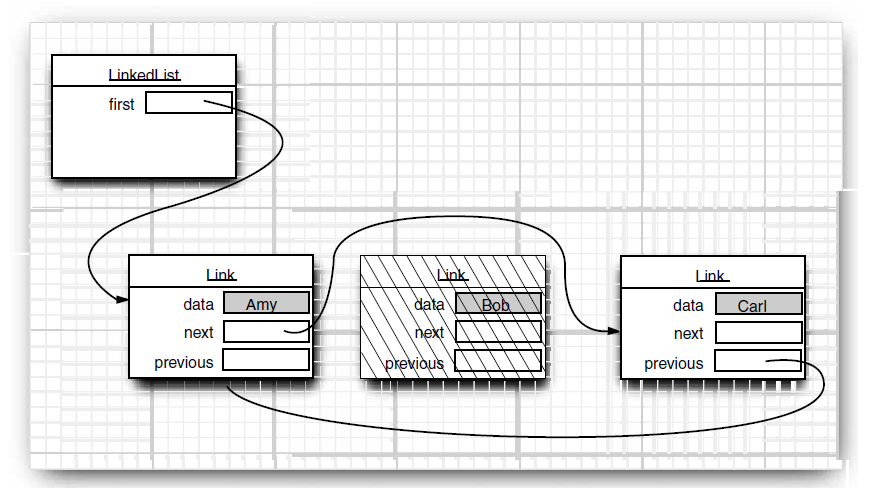 LinkedList
first
Link
data Amy
next
previous
Link
data Bob
next
previous
Link
data Carl
next
previous